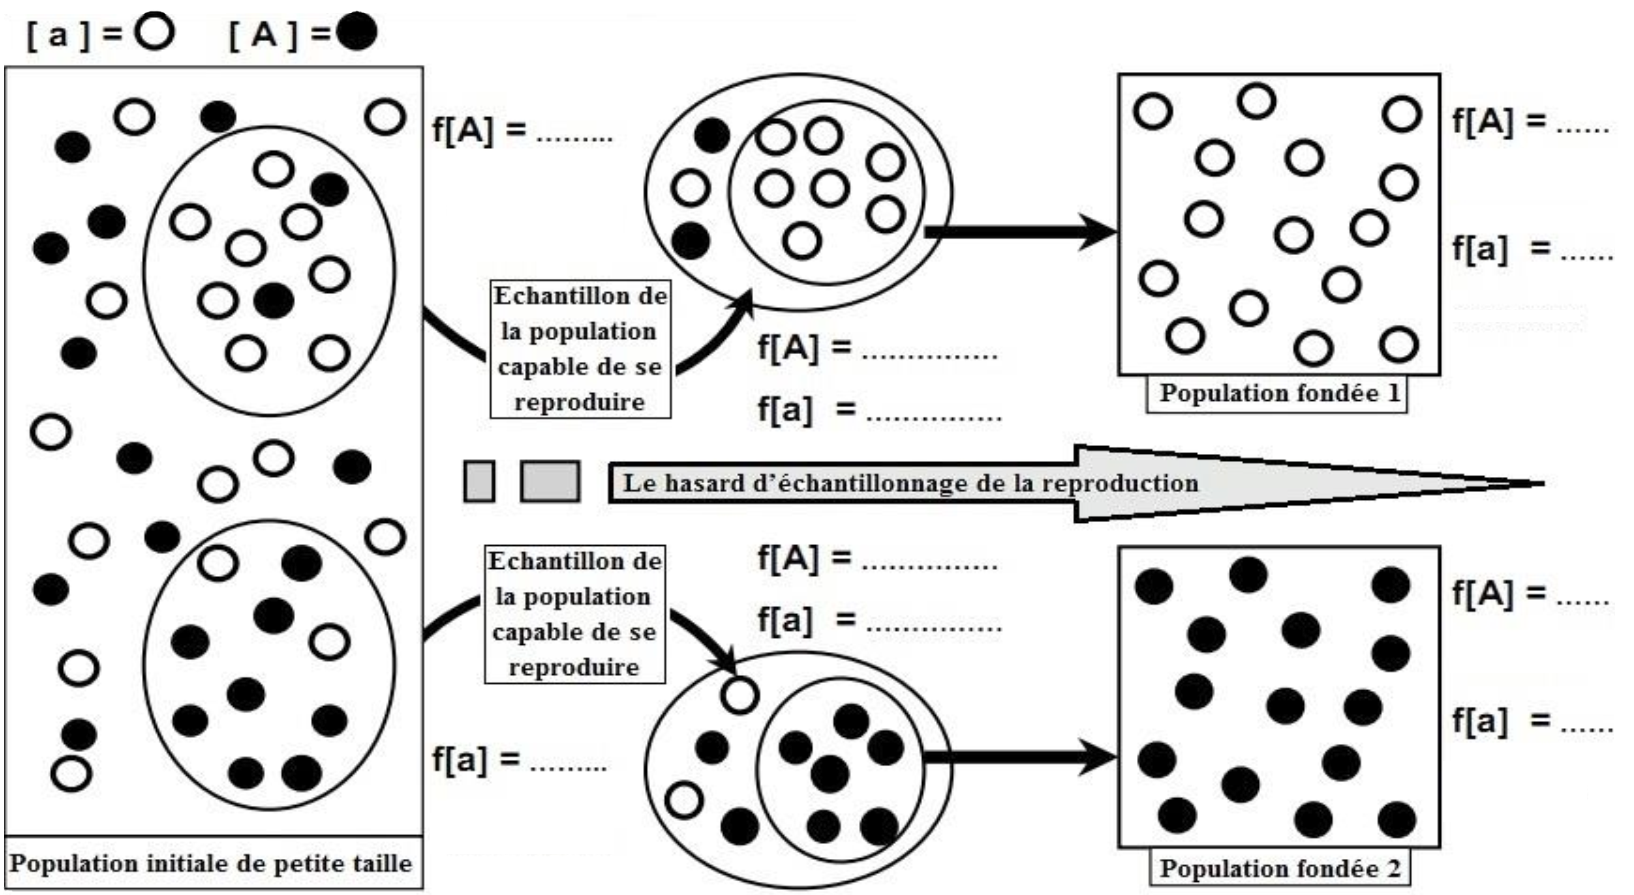 [ a ] = [ A ] =
f[A] = .........
Echantillon de
la population
capable de se
reproduire
f[A] = ...............
f[a] = ...............
f[A] = ......
f[a] = ......
Population fondée 1
Le hasard d’échantillonnage de la reproduction
Echantillon de
la population
capable de se
reproduire
f[A] = ...............
f[a] = ...............
f[a] = .........
f[A] = ......
f[a] = ......
Population initiale de petite taille
Population fondée 2